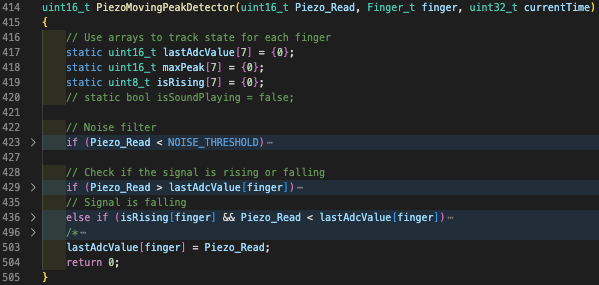 414 uint16_t PiezoMovingPeakDetector(uint16_t Piezo_Read, Finger_t finger, uint32_t currentTime)
415 {
416 // Use arrays to track state for each finger
417 static uint16_t lastAdcValue[7] = {0};
418 static uint16_t maxPeak[7] = {0};
419 static uint8_t isRising[7] = {0};
420 // static bool isSoundPlaying = false;
421
422 // Noise filter
423 > if (Piezo_Read < NOISE_THRESHOLD)⋯
427
428 // Check if the signal is rising or falling
429 > if (Piezo_Read > lastAdcValue[finger])⋯
435 // Signal is falling
436 > else if (isRising[finger] && Piezo_Read < lastAdcValue[finger])⋯
496 > /*⋯
503 lastAdcValue[finger] = Piezo_Read;
504 return 0;
505 }